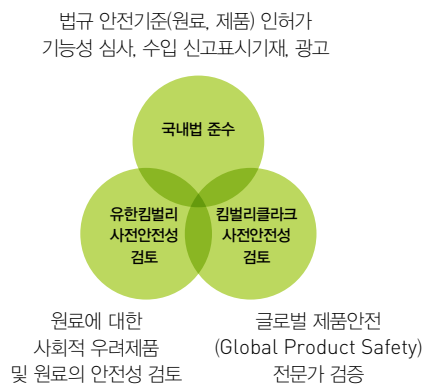 법규 안전기준(원료, 제품) 인허가
기능성 심사, 수입 신고표시기재, 광고
국내법 준수
유한킴벌리
사전안전성
검토
킴벌리클라크
사전안전성
검토
원료에 대한
사회적 우려제품
및 원료의 안전성 검토
글로벌 제품안전
(Global Product Safety)
전문가 검증